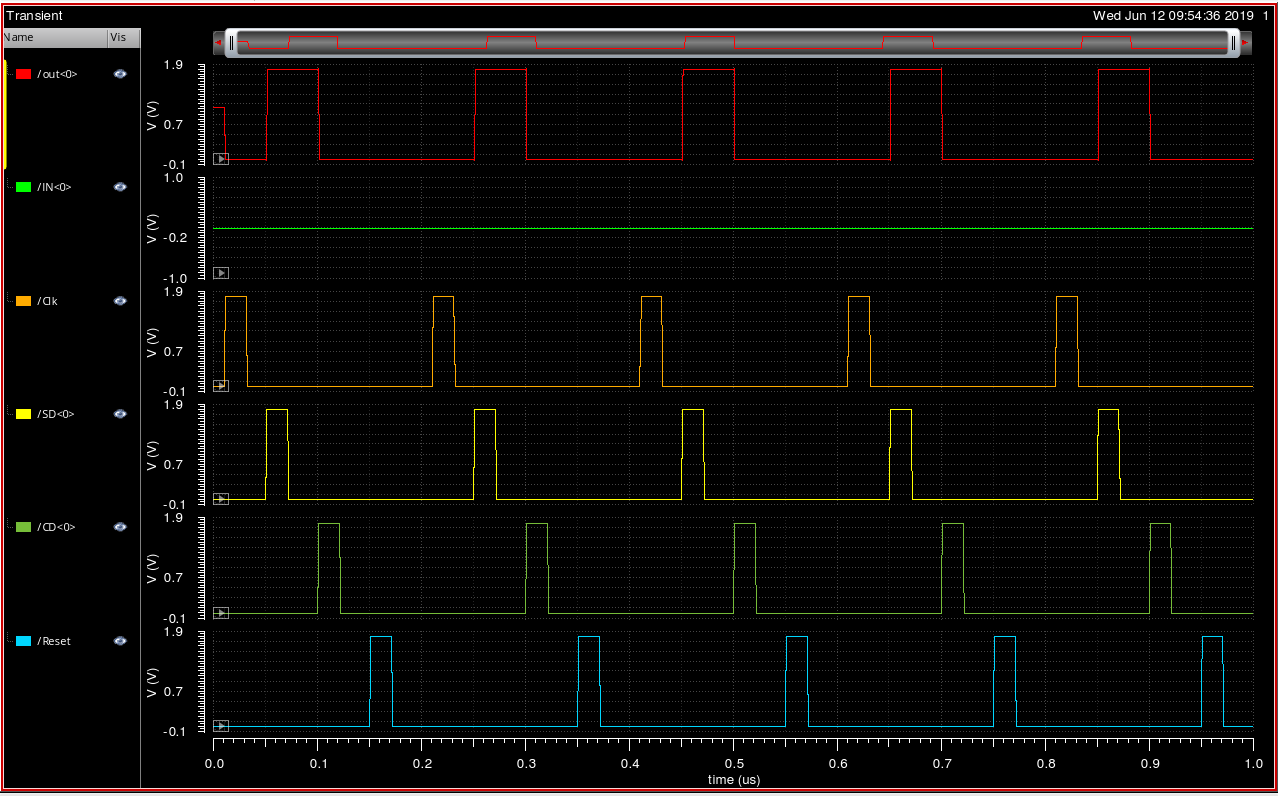 Transient Wed Jun 12 09:54:36 2019 1
Name Vis
/out<0>
V (V)
1.9
0.7
-0.1
/IN<0>
V (V)
1.0
-0.2
-1.0
/Clk
V (V)
1.9
0.7
-0.1
/SD<0>
V (V)
1.9
0.7
-0.1
/CD<0>
V (V)
1.9
0.7
-0.1
/Reset
V (V)
1.9
0.7
-0.1
0.0 0.1 0.2 0.3 0.4 0.5 0.6 0.7 0.8 0.9 1.0
time (us)